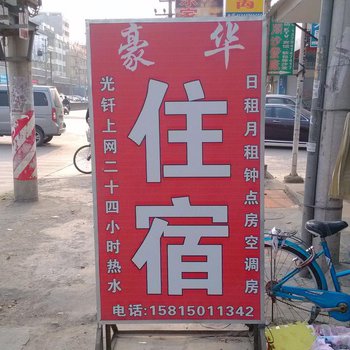 豪华
住宿
光钎上网二十四小时热水
日租月租钟点房空调房
电话:15815011342